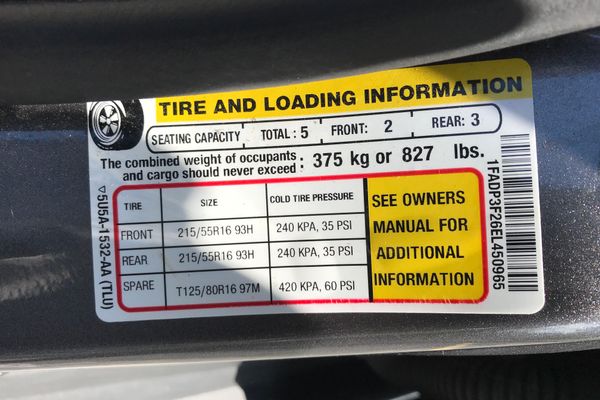 TIRE AND LOADING INFORMATION
SEATING CAPACITY TOTAL : 5 FRONT: 2 REAR: 3
The combined weight of occupants
and cargo should never exceed : 375 kg or 827 lbs.
TIRE SIZE COLD TIRE PRESSURE
FRONT 215/55R16 93H 240 KPA, 35 PSI
REAR 215/55R16 93H 240 KPA, 35 PSI
SPARE T125/80R16 97M 420 KPA, 60 PSI
SEE OWNERS
MANUAL FOR
ADDITIONAL
INFORMATION
5U5A-1532-AA (TLU)
1FADP3F26EL450965